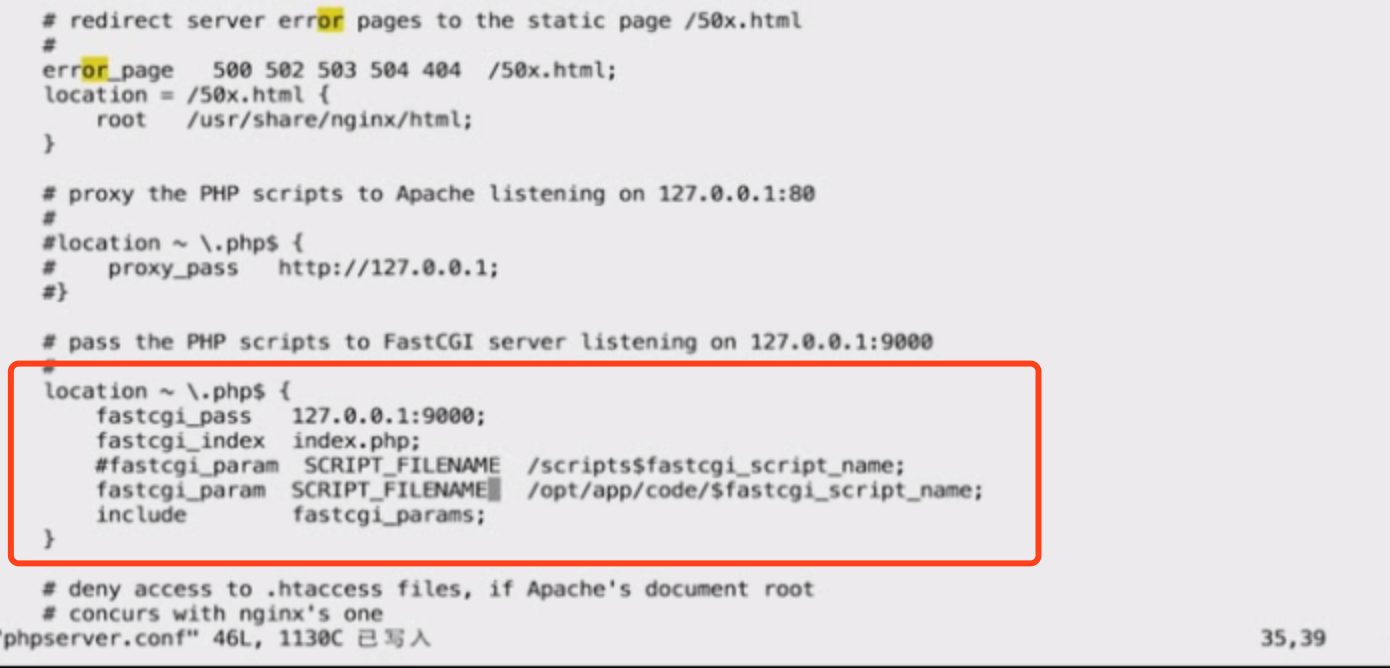 # redirect server error pages to the static page /50x.html
#
error_page   500 502 503 504 404  /50x.html;
location = /50x.html {
    root   /usr/share/nginx/html;
}
# proxy the PHP scripts to Apache listening on 127.0.0.1:80
#
#location ~ \.php$ {
#    proxy_pass   http://127.0.0.1;
#}
# pass the PHP scripts to FastCGI server listening on 127.0.0.1:9000
#
location ~ \.php$ {
    fastcgi_pass   127.0.0.1:9000;
    fastcgi_index  index.php;
    #fastcgi_param  SCRIPT_FILENAME  /scripts$fastcgi_script_name;
    fastcgi_param  SCRIPT_FILENAME  /opt/app/code/$fastcgi_script_name;
    include        fastcgi_params;
}
# deny access to .htaccess files, if Apache's document root
# concurs with nginx's one
"phpserver.conf" 46L, 1130C 已写入 35,39